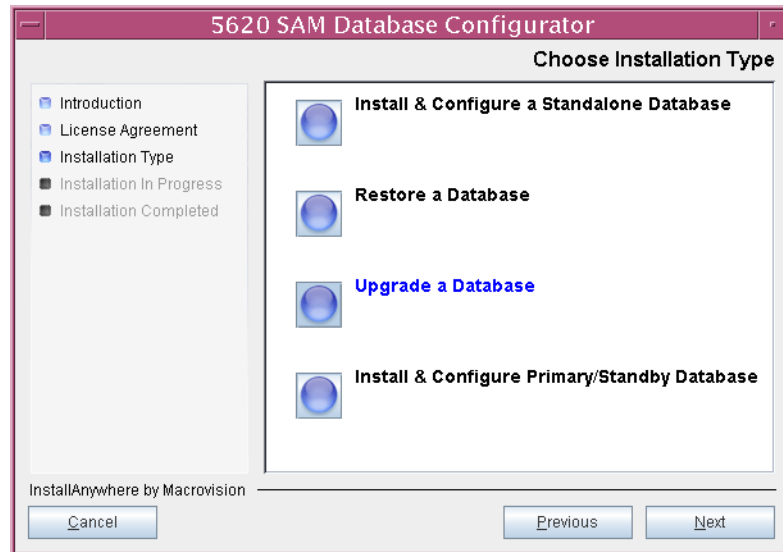 5620 SAM Database Configurator
Choose Installation Type
Introduction
License Agreement
Installation Type
Installation In Progress
Installation Completed
Install & Configure a Standalone Database
Restore a Database
Upgrade a Database
Install & Configure Primary/Standby Database
InstallAnywhere by Macrovision
Cancel
Previous
Next